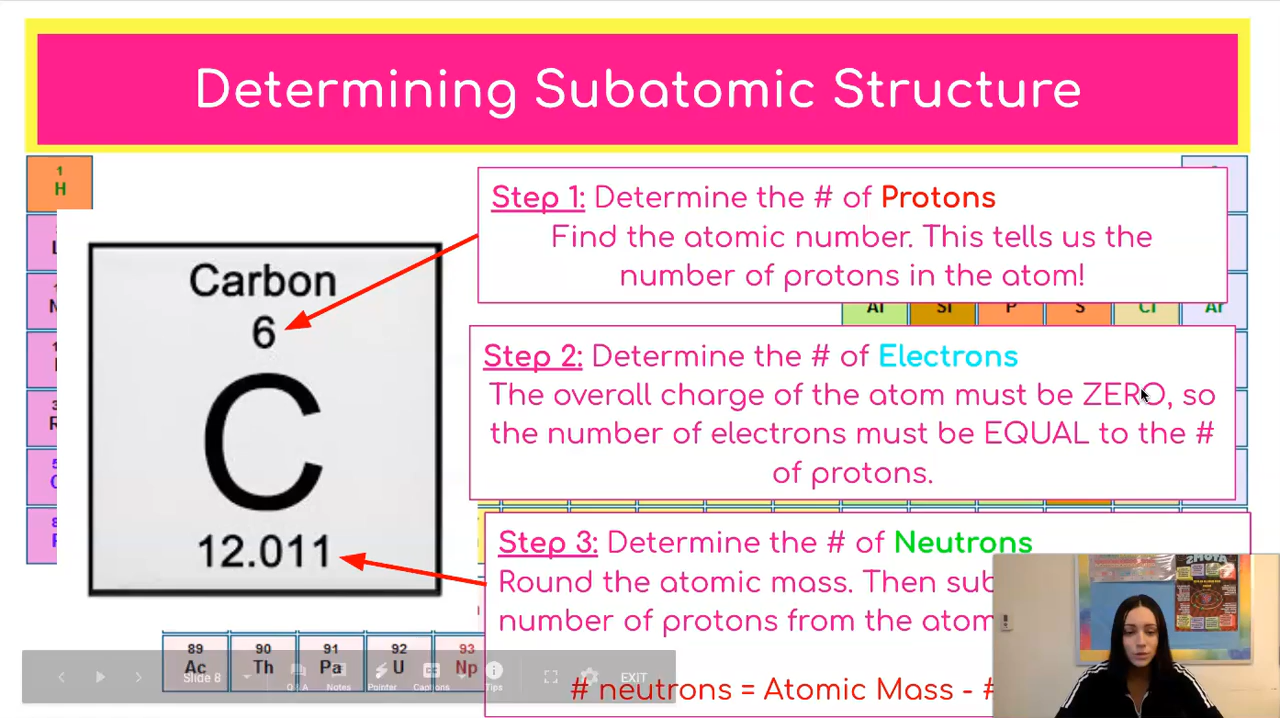 Determining Subatomic Structure
1
H
Step 1: Determine the # of Protons
Find the atomic number. This tells us the
number of protons in the atom!
Carbon
6
C
12.011
Al Si P S Cl Ar
Step 2: Determine the # of Electrons
The overall charge of the atom must be ZERO, so
the number of electrons must be EQUAL to the #
of protons.
Step 3: Determine the # of Neutrons
Round the atomic mass. Then sub
number of protons from the atom
# neutrons = Atomic Mass - #
89 90 91 92 93
Ac Th Pa U Np
Slide 8
Q & A
Notes
Pointer
Captions
Tips
EXIT